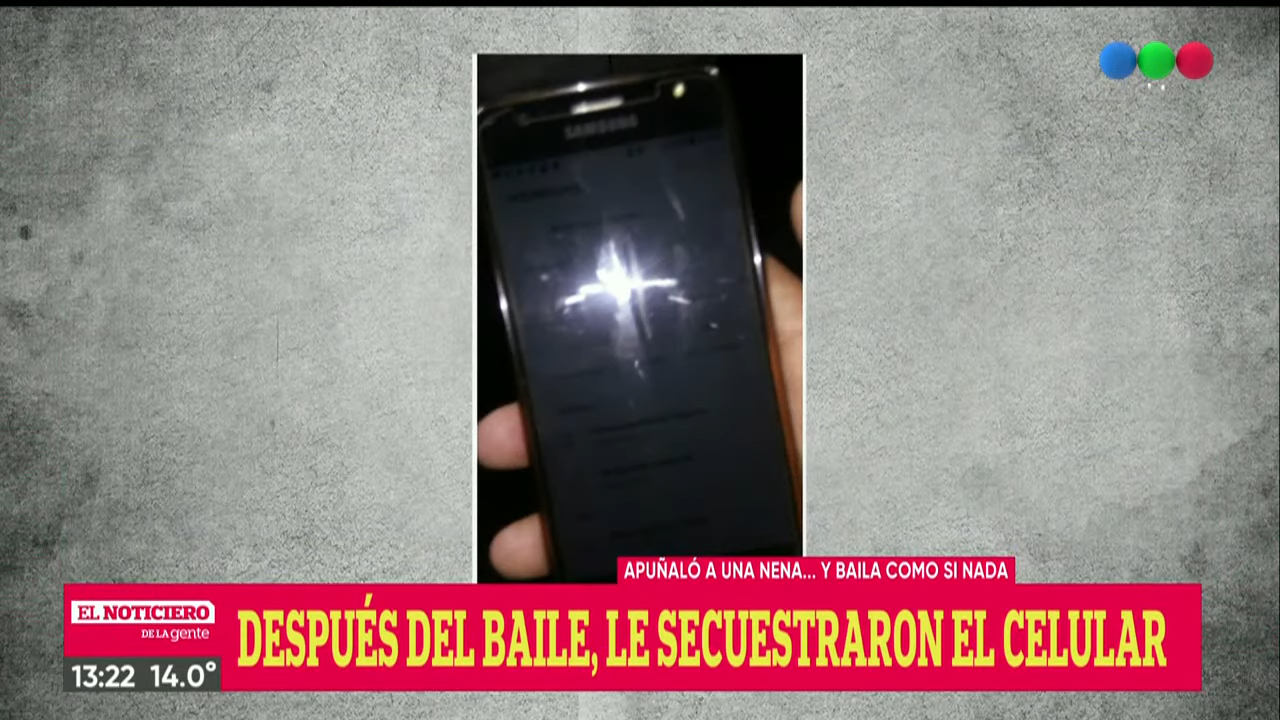 SAMSUNG
APUÑALÓ A UNA NENA... Y BAILA COMO SI NADA
EL NOTICIERO
DE LA gente
DESPUÉS DEL BAILE, LE SECUESTRARON EL CELULAR
13:22 14.0°